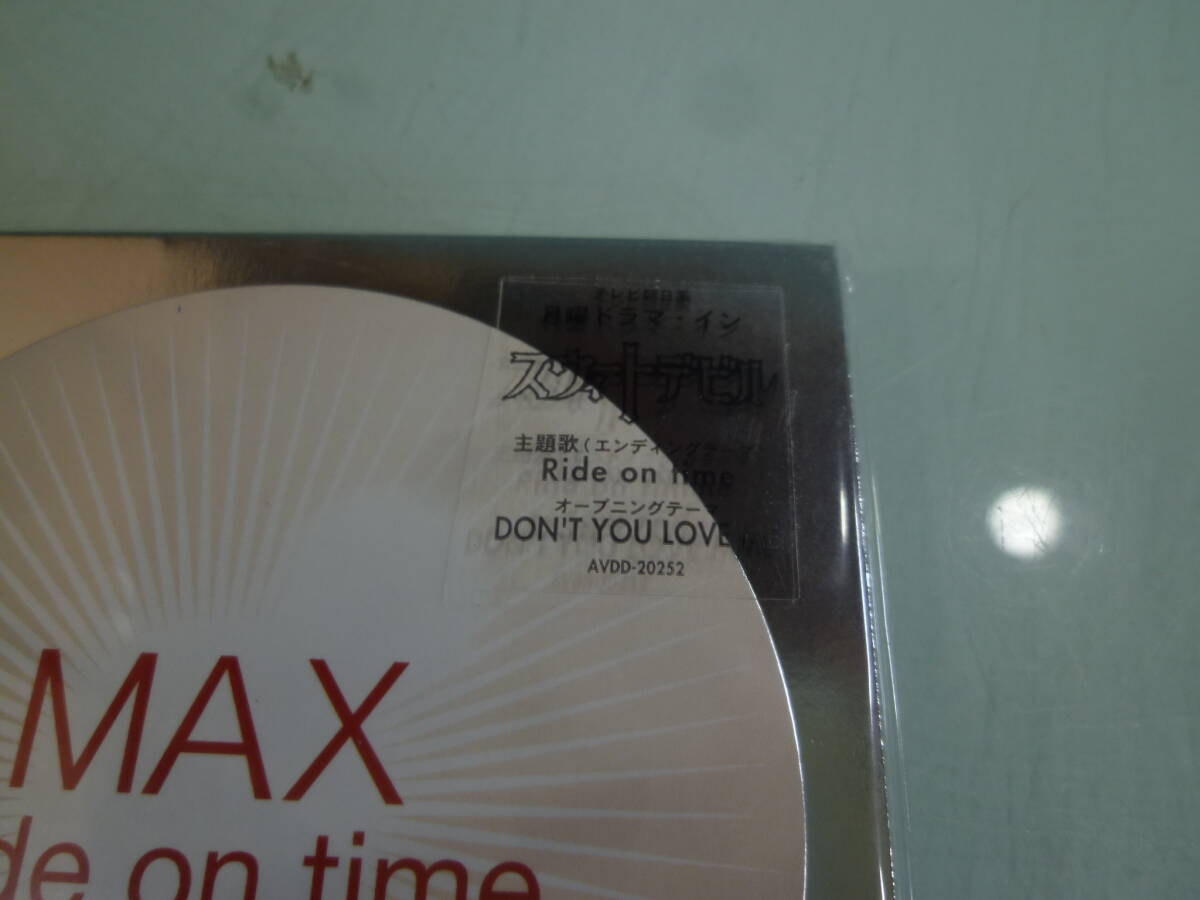 テレビ朝日系
月曜ドラマ・イン
スウィートデビル
主題歌(エンディングテーマ
Ride on time
オープニングテーマ
DON'T YOU LOVE ME
AVDD-20252
MAX
de on time